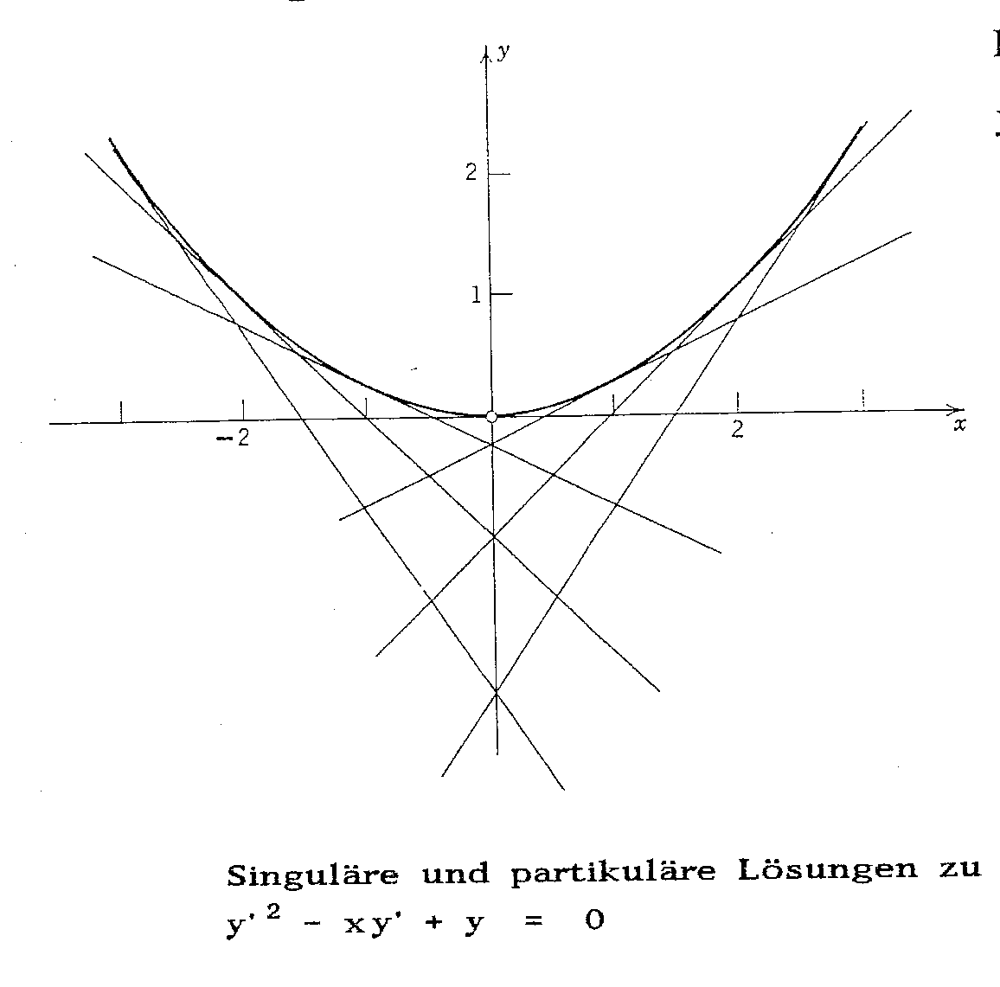 y
2
1
-2
2
x
Singuläre und partikuläre Lösungen zu
y'² - xy' + y = 0